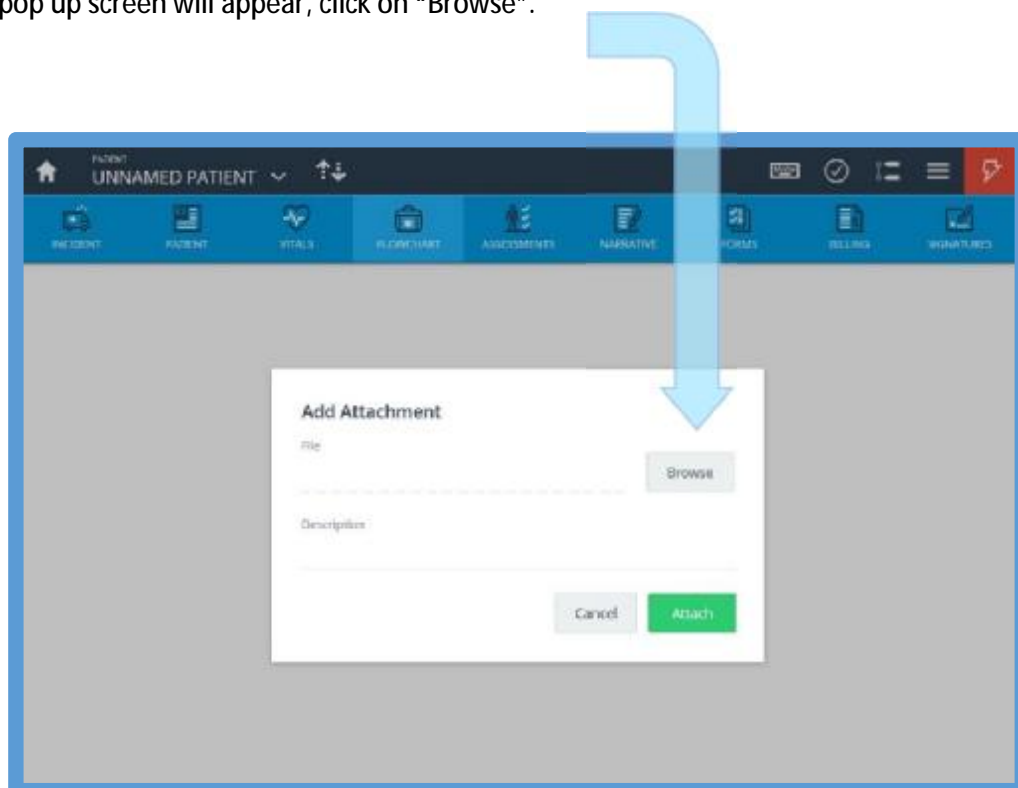 pop up screen will appear, click on "Browse".
PATIENT
UNNAMED PATIENT
INCIDENT PATIENT VITALS FLOWCHART ASSESSMENTS NARRATIVE FORMS BILLING SIGNATURES
Add Attachment
File
Browse
Description
Cancel Attach